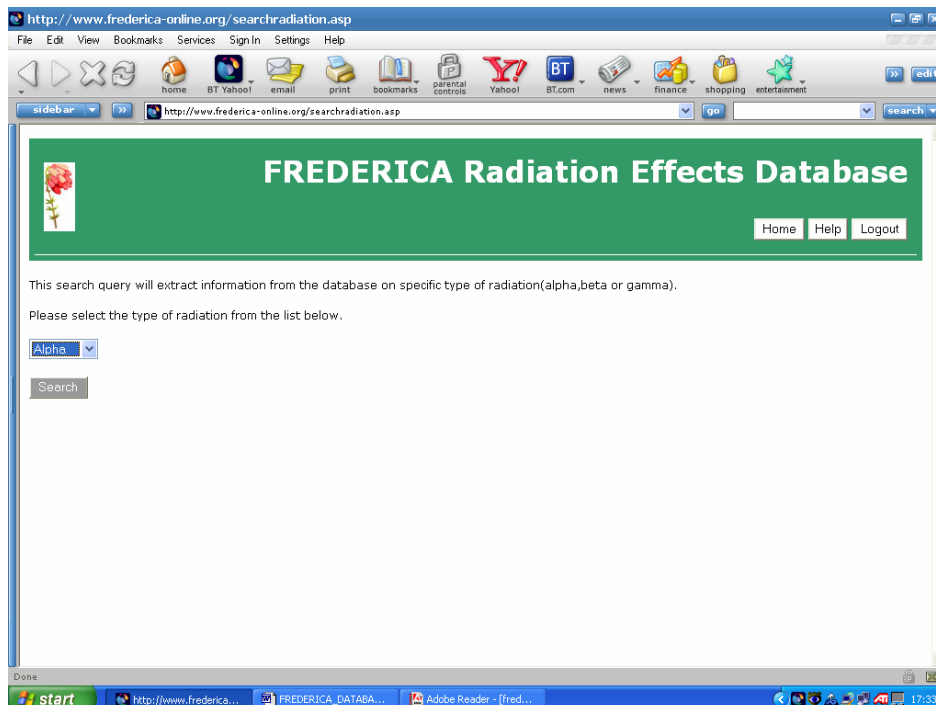 http://www.frederica-online.org/searchradiation.asp
File Edit View Bookmarks Services Sign In Settings Help
home BT Yahoo! email print bookmarks parental controls Yahoo! BT.com news finance shopping entertainment edit
sidebar http://www.frederica-online.org/searchradiation.asp go search
FREDERICA Radiation Effects Database
Home Help Logout
This search query will extract information from the database on specific type of radiation(alpha,beta or gamma).
Please select the type of radiation from the list below.
Alpha
Search
Done
start http://www.frederica... FREDERICA_DATABA... Adobe Reader - [fred... 17:33